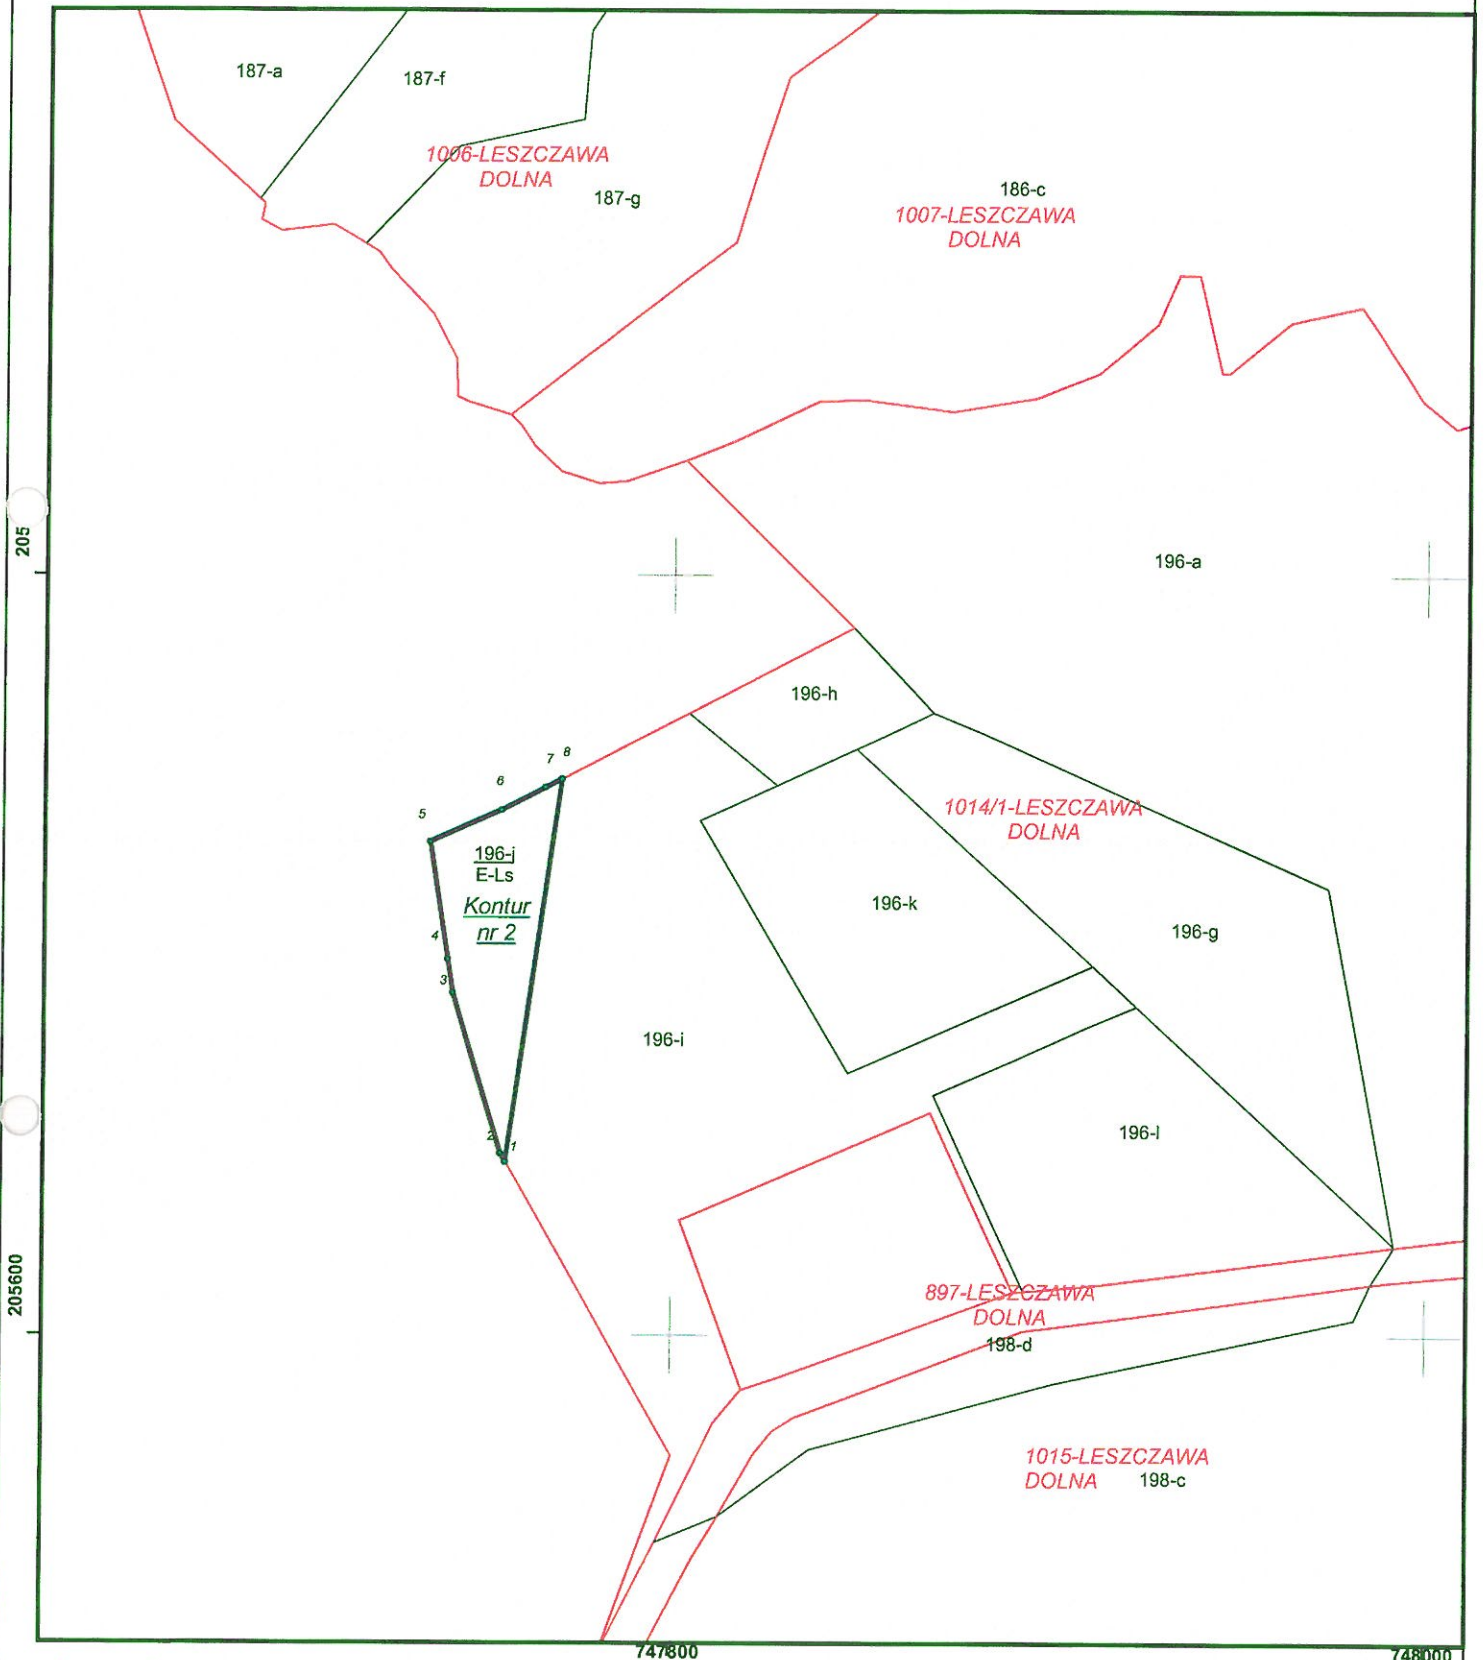 187-a
187-f
1006-LESZCZAWA
DOLNA
187-g
186-c
1007-LESZCZAWA
DOLNA
205
196-a
196-h
8
7
6
5
196-j
E-Ls
Kontur
nr 2
1014/1-LESZCZAWA
DOLNA
196-k
196-g
4
3
196-i
2
1
196-l
205600
897-LESZCZAWA
DOLNA
198-d
1015-LESZCZAWA
DOLNA 198-c
747800
748000